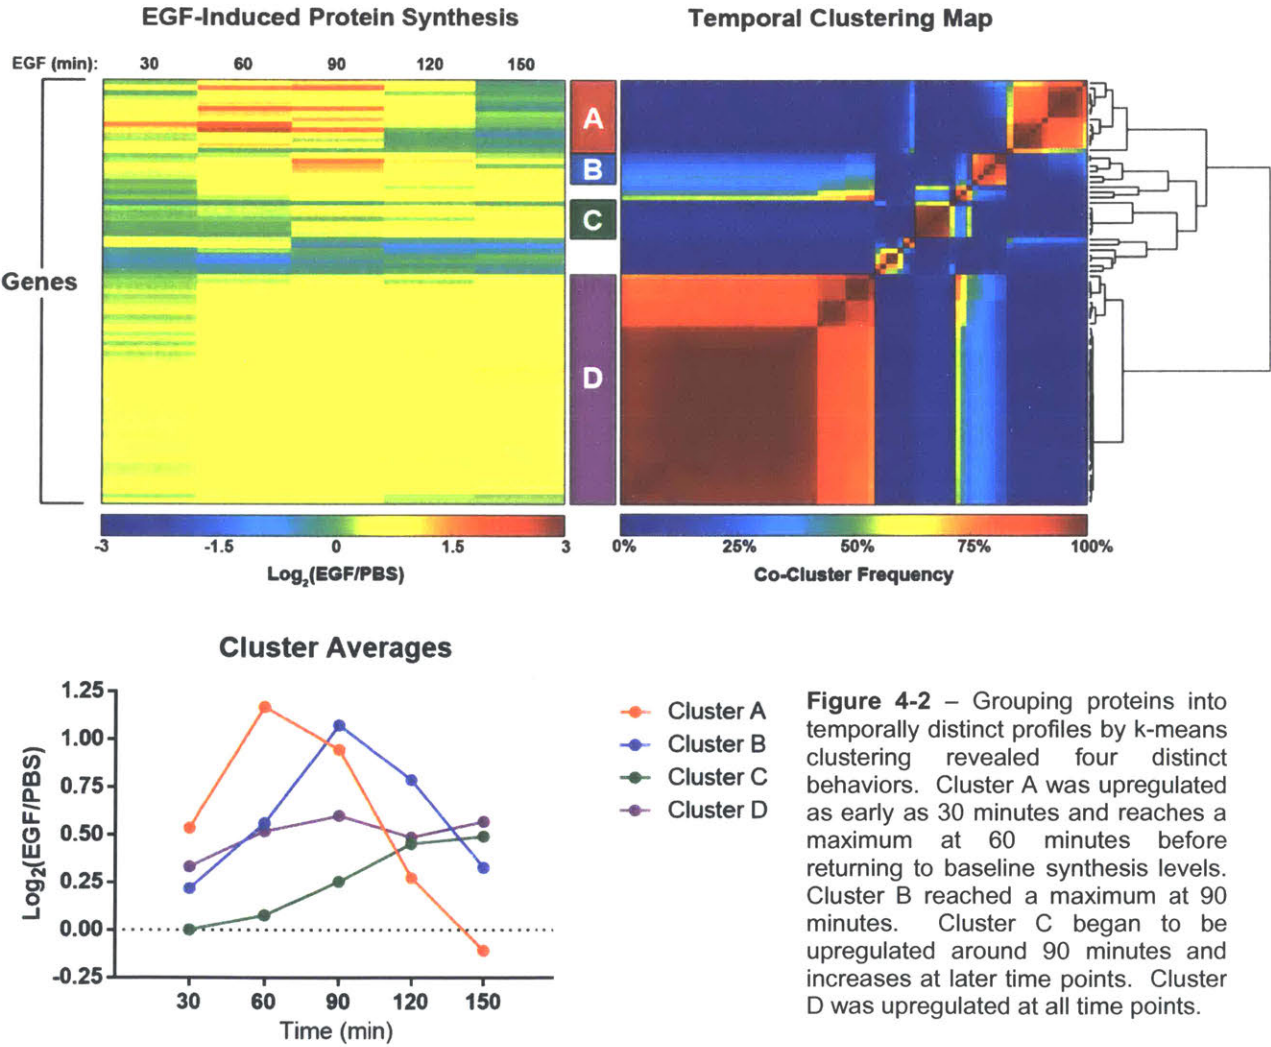 EGF-Induced Protein Synthesis
Temporal Clustering Map
EGF (min): 30 60 90 120 150
Genes
A
B
C
D
-3 -1.5 0 1.5 3
Log2(EGF/PBS)
0% 25% 50% 75% 100%
Co-Cluster Frequency
Cluster Averages
1.25
1.00
0.75
0.50
0.25
0.00
-0.25
Log2(EGF/PBS)
30 60 90 120 150
Time (min)
Cluster A
Cluster B
Cluster C
Cluster D
Figure 4-2 – Grouping proteins into
temporally distinct profiles by k-means
clustering revealed four distinct
behaviors. Cluster A was upregulated
as early as 30 minutes and reaches a
maximum at 60 minutes before
returning to baseline synthesis levels.
Cluster B reached a maximum at 90
minutes. Cluster C began to be
upregulated around 90 minutes and
increases at later time points. Cluster
D was upregulated at all time points.